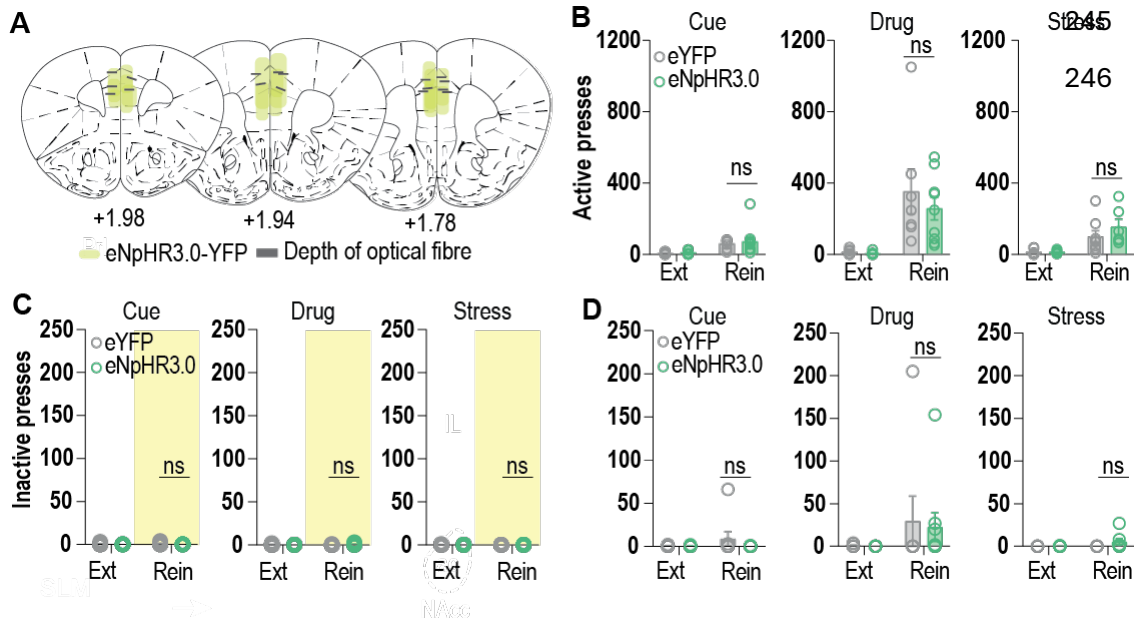 A
+1.98
+1.94
+1.78
eNpHR3.0-YFP
Depth of optical fibre
B
Cue
Drug
Stress
245
246
1200
800
400
0
Active presses
eYFP
eNpHR3.0
ns
Ext
Rein
1200
800
400
0
ns
Ext
Rein
1200
800
400
0
ns
Ext
Rein
C
Cue
Drug
Stress
250
200
150
100
50
0
Inactive presses
eYFP
eNpHR3.0
ns
Ext
Rein
250
200
150
100
50
0
ns
Ext
Rein
250
200
150
100
50
0
IL
ns
Ext
Rein
NAcc
D
Cue
Drug
Stress
250
200
150
100
50
0
eYFP
eNpHR3.0
ns
Ext
Rein
250
200
150
100
50
0
ns
Ext
Rein
250
200
150
100
50
0
ns
Ext
Rein